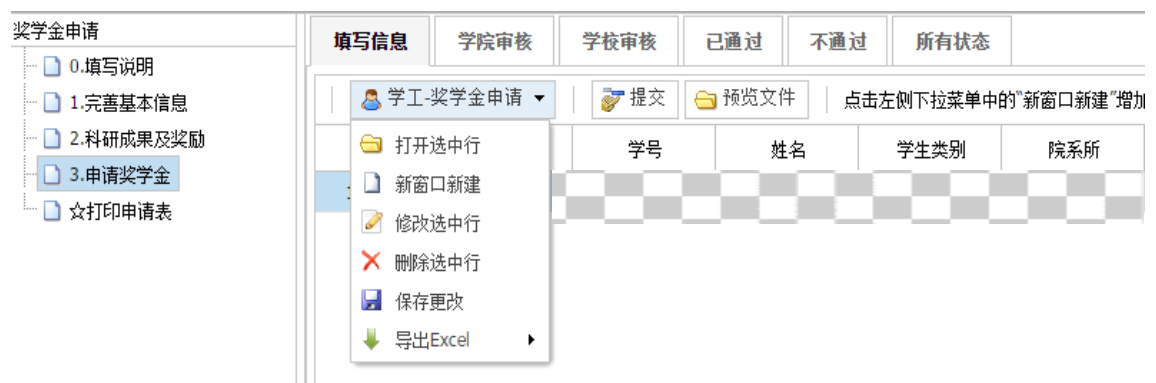 奖学金申请
0.填写说明
1.完善基本信息
2.科研成果及奖励
3.申请奖学金
☆打印申请表
填写信息 学院审核 学校审核 已通过 不通过 所有状态
学工-奖学金申请 提交 预览文件 点击左侧下拉菜单中的"新窗口新建"增加
学号 姓名 学生类别 院系所
打开选中行
新窗口新建
修改选中行
删除选中行
保存更改
导出Excel